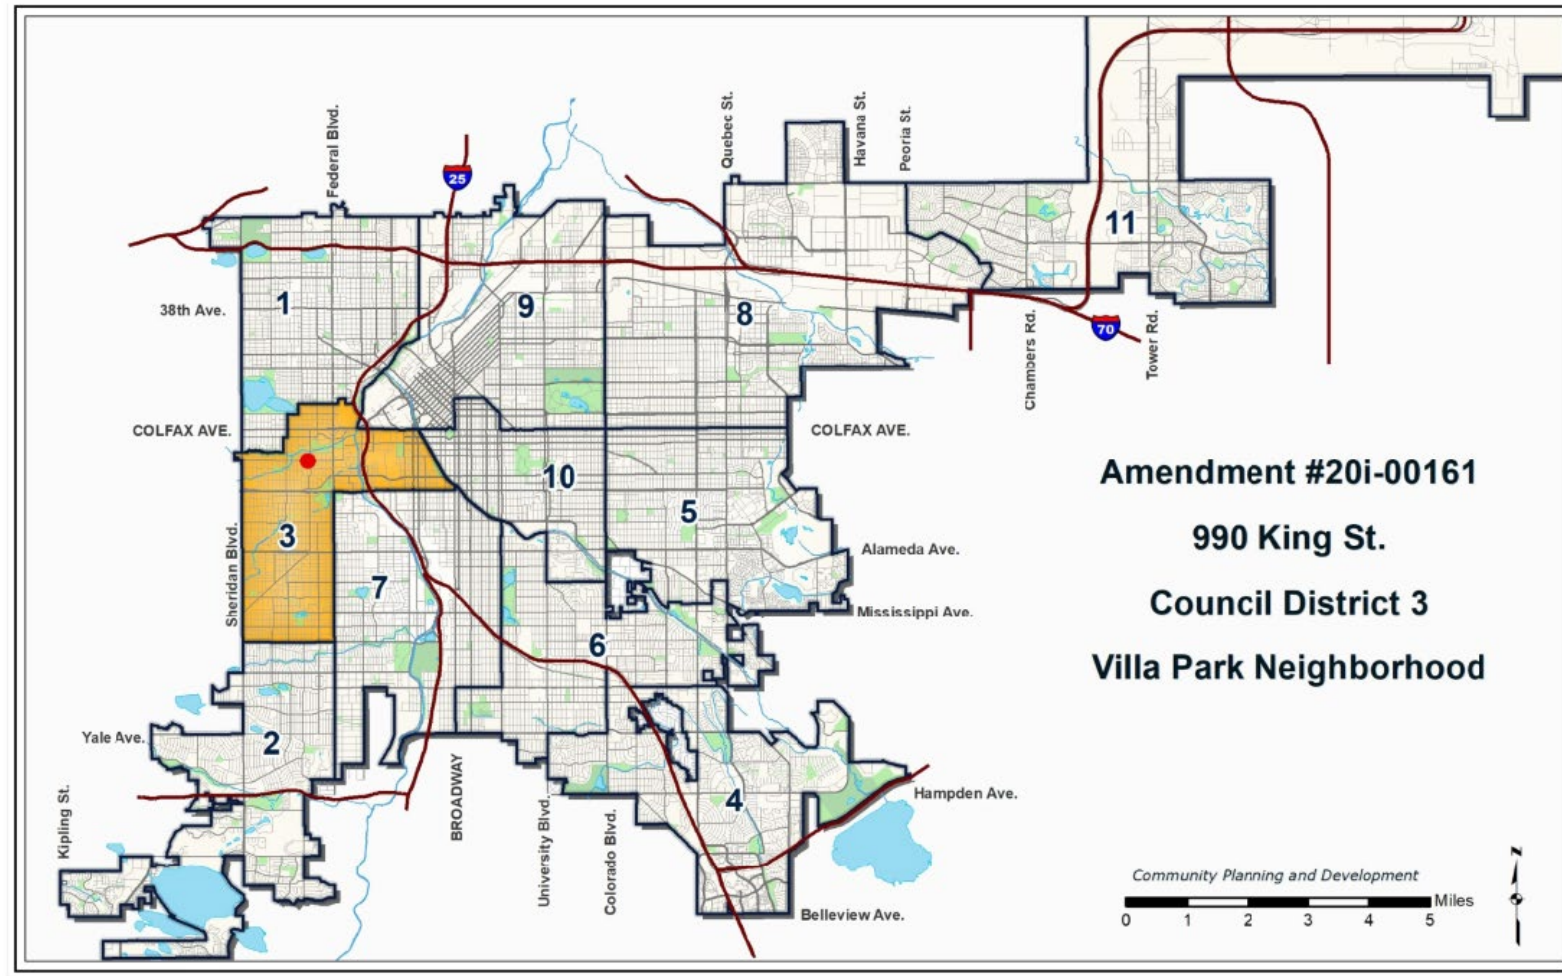 Federal Blvd.
Quebec St.
Havana St.
Peoria St.
25
11
1
9
8
38th Ave.
70
Chambers Rd.
Tower Rd.
COLFAX AVE.
COLFAX AVE.
10
5
3
Sheridan Blvd.
7
6
Alameda Ave.
Mississippi Ave.
Amendment #20i-00161
990 King St.
Council District 3
Villa Park Neighborhood
Yale Ave.
2
4
Hampden Ave.
Kipling St.
BROADWAY
University Blvd.
Colorado Blvd.
Belleview Ave.
Community Planning and Development
Miles
0 1 2 3 4 5
N